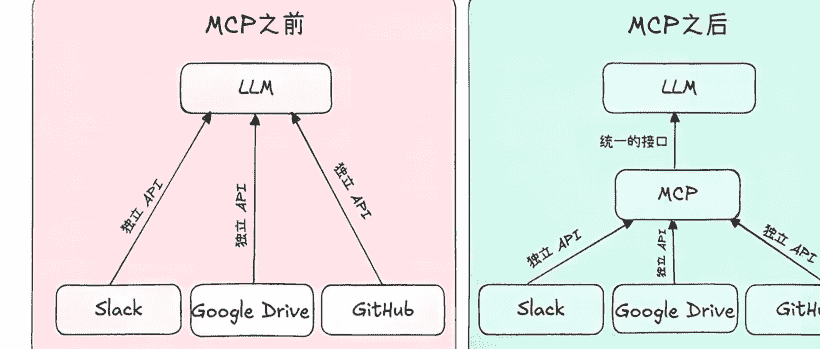 MCP之前
LLM
独立 API
独立 API
独立 API
Slack
Google Drive
GitHub
MCP之后
LLM
统一的接口
MCP
独立 API
独立 API
独立 API
Slack
Google Drive